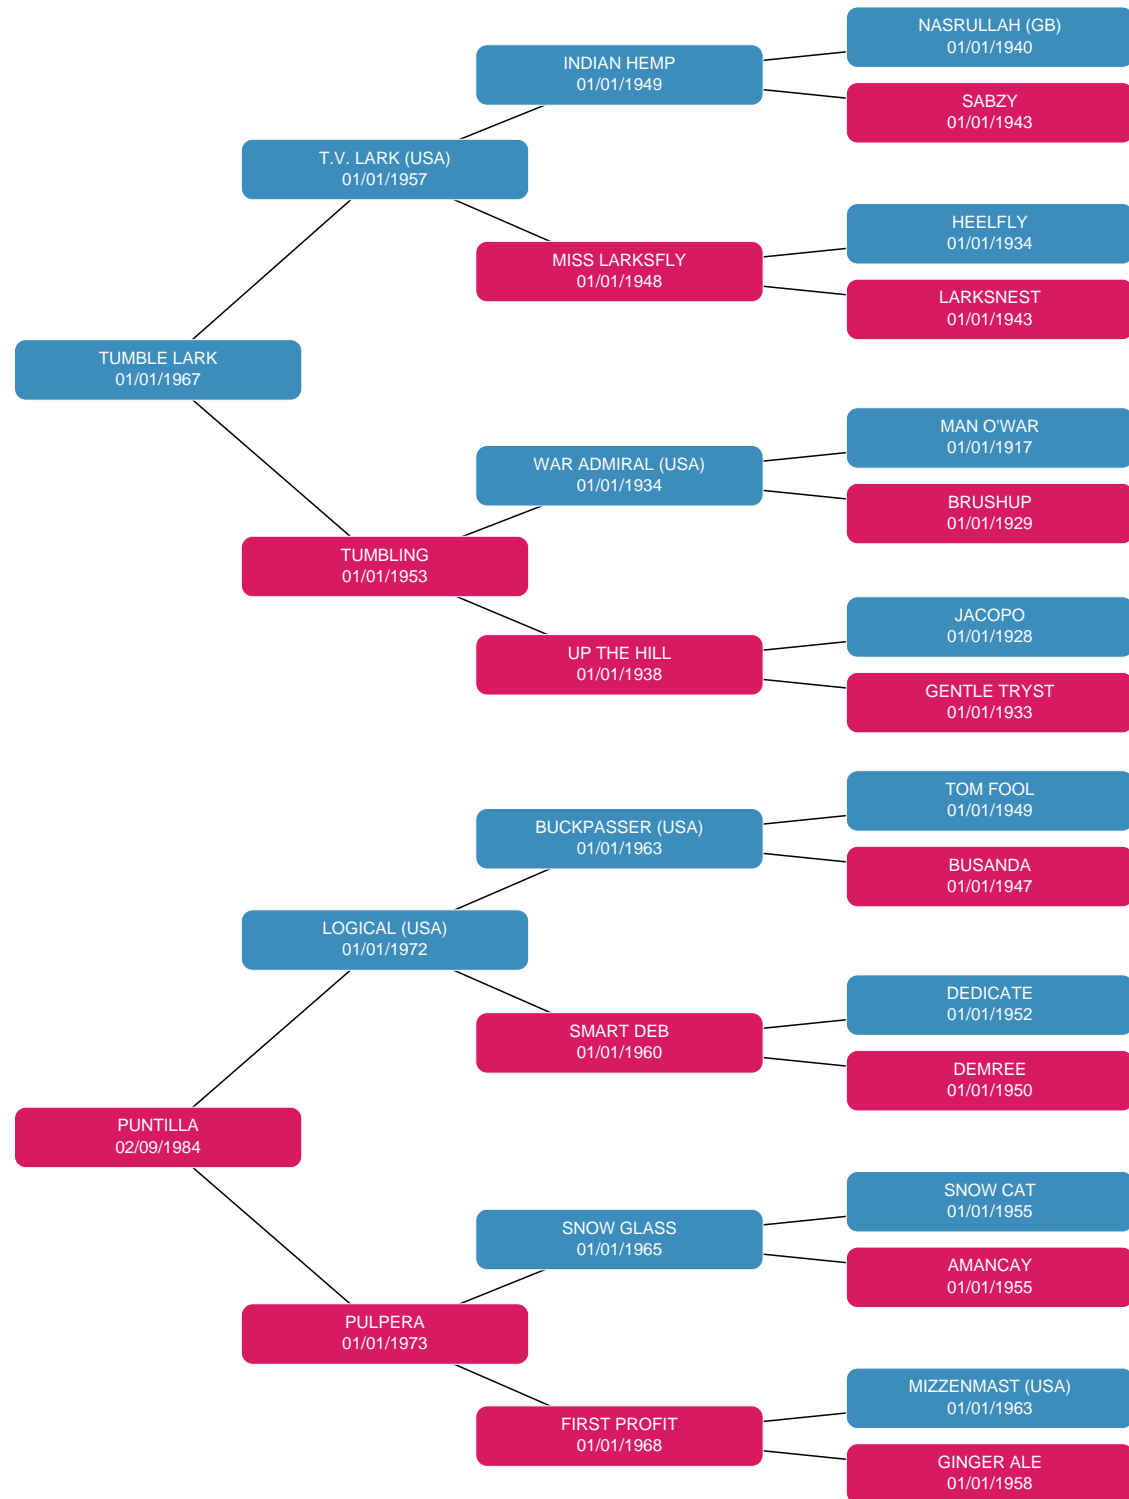 NASRULLAH (GB)
01/01/1940
INDIAN HEMP
01/01/1949
SABZY
01/01/1943
T.V. LARK (USA)
01/01/1957
HEELFLY
01/01/1934
MISS LARKSFLY
01/01/1948
LARKSNEST
01/01/1943
TUMBLE LARK
01/01/1967
MAN O'WAR
01/01/1917
WAR ADMIRAL (USA)
01/01/1934
BRUSHUP
01/01/1929
TUMBLING
01/01/1953
JACOPO
01/01/1928
UP THE HILL
01/01/1938
GENTLE TRYST
01/01/1933
TOM FOOL
01/01/1949
BUCKPASSER (USA)
01/01/1963
BUSANDA
01/01/1947
LOGICAL (USA)
01/01/1972
DEDICATE
01/01/1952
SMART DEB
01/01/1960
DEMREE
01/01/1950
PUNTILLA
02/09/1984
SNOW CAT
01/01/1955
SNOW GLASS
01/01/1965
AMANCAY
01/01/1955
PULPERA
01/01/1973
MIZZENMAST (USA)
01/01/1963
FIRST PROFIT
01/01/1968
GINGER ALE
01/01/1958